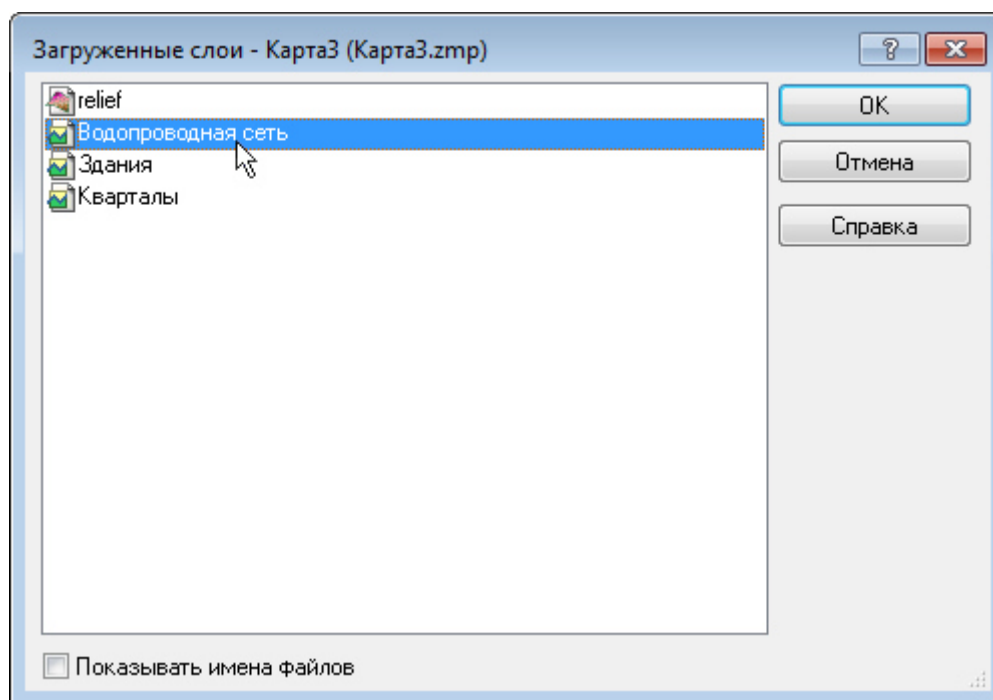 Загруженные слои - Карта3 (Карта3.zmp)
relief
Водопроводная сеть
Здания
Кварталы
OK
Отмена
Справка
Показывать имена файлов